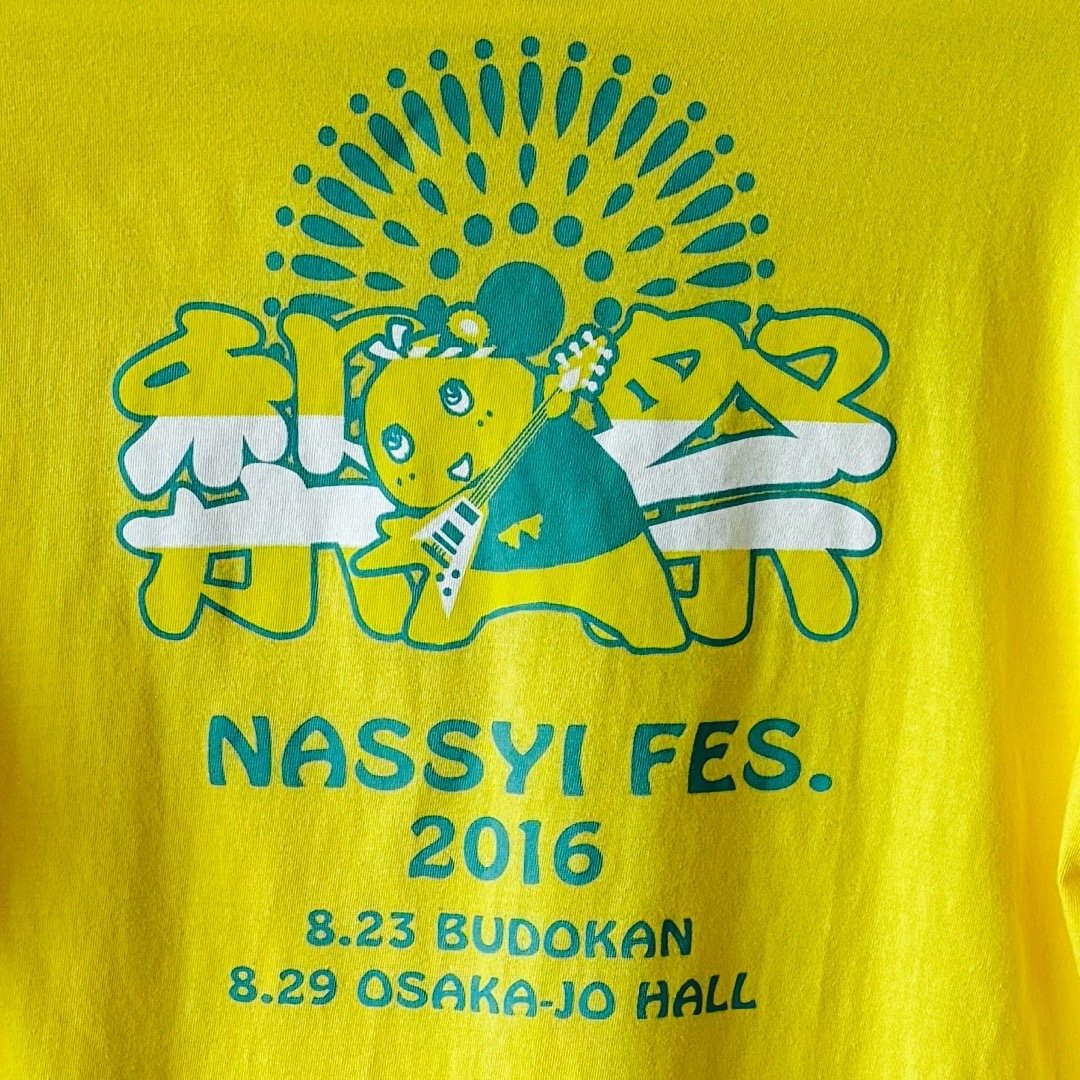 NASSYI FES.
2016
8.23 BUDOKAN
8.29 OSAKA-JO HALL